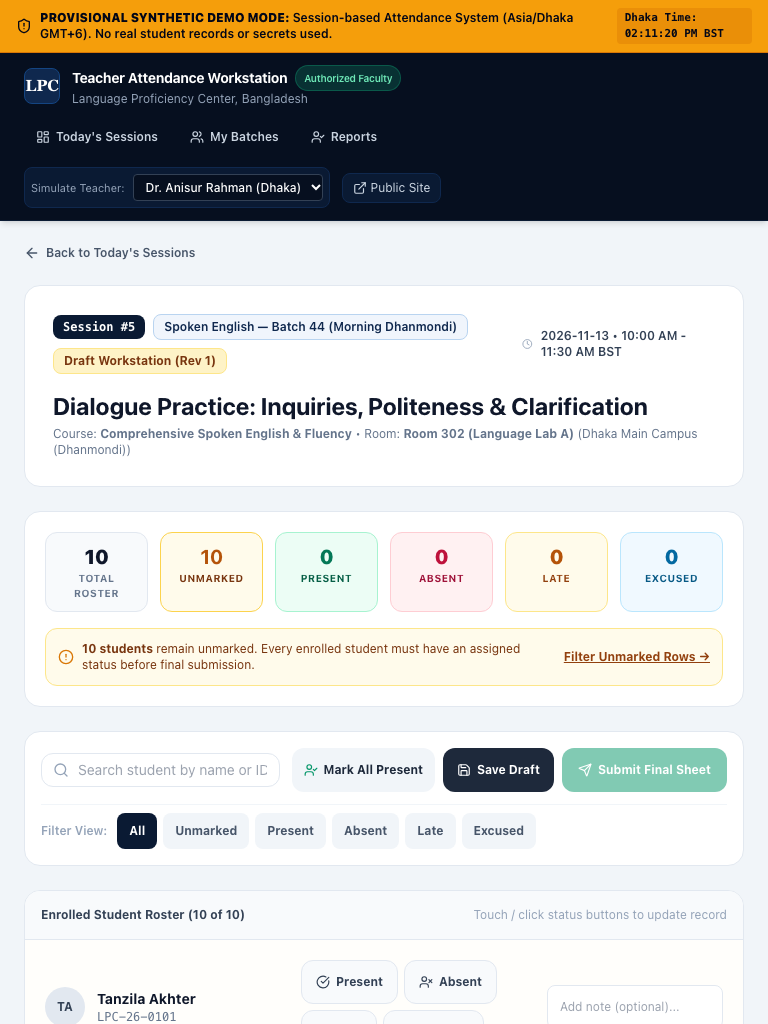 PROVISIONAL SYNTHETIC DEMO MODE: Session-based Attendance System (Asia/Dhaka
GMT+6). No real student records or secrets used.
Dhaka Time:
02:11:20 PM BST
LPC
Teacher Attendance Workstation
Authorized Faculty
Language Proficiency Center, Bangladesh
Today's Sessions
My Batches
Reports
Simulate Teacher:
Dr. Anisur Rahman (Dhaka)
Public Site
Back to Today's Sessions
Session #5
Spoken English — Batch 44 (Morning Dhanmondi)
Draft Workstation (Rev 1)
2026-11-13 • 10:00 AM -
11:30 AM BST
Dialogue Practice: Inquiries, Politeness & Clarification
Course: Comprehensive Spoken English & Fluency • Room: Room 302 (Language Lab A) (Dhaka Main Campus
(Dhanmondi))
10
TOTAL
ROSTER
10
UNMARKED
0
PRESENT
0
ABSENT
0
LATE
0
EXCUSED
10 students remain unmarked. Every enrolled student must have an assigned
status before final submission.
Filter Unmarked Rows →
Search student by name or ID
Mark All Present
Save Draft
Submit Final Sheet
Filter View:
All
Unmarked
Present
Absent
Late
Excused
Enrolled Student Roster (10 of 10)
Touch / click status buttons to update record
TA
Tanzila Akhter
LPC-26-0101
Present
Absent
Add note (optional)...